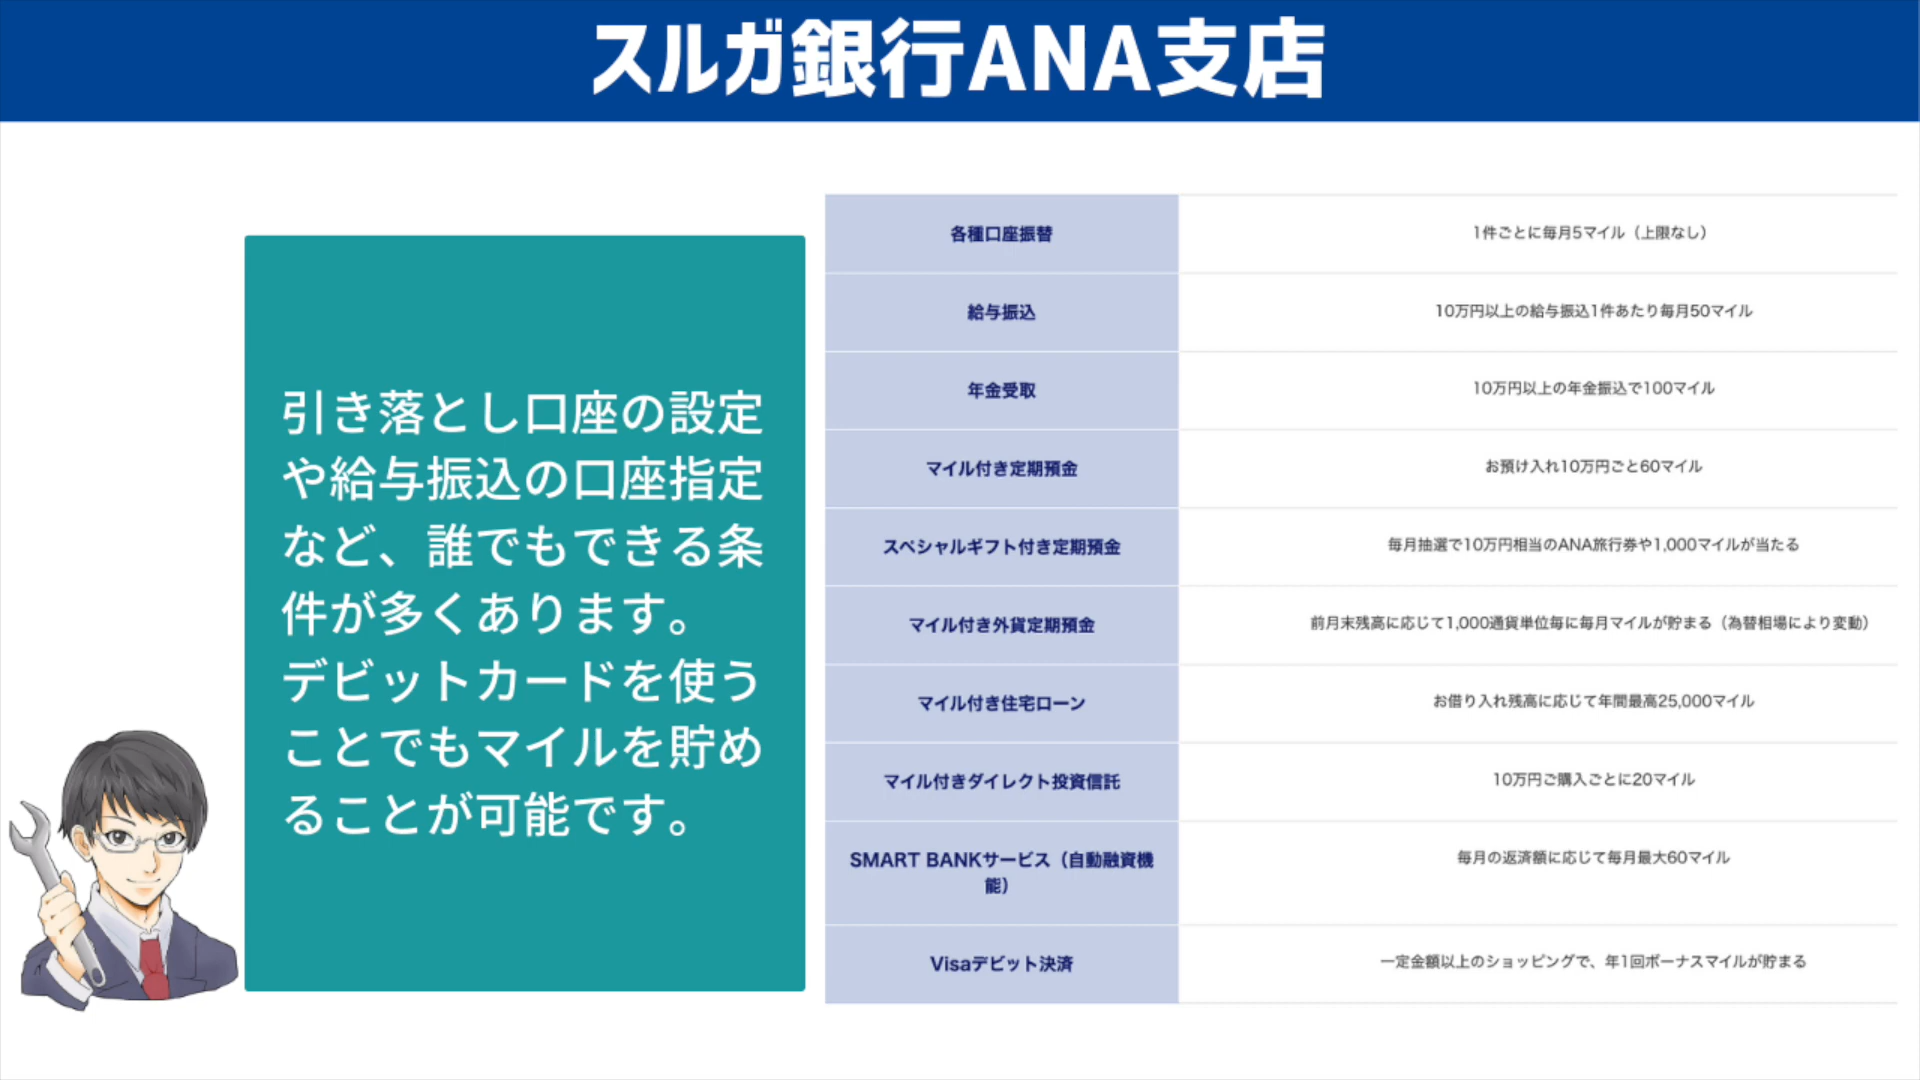 スルガ銀行ANA支店
引き落とし口座の設定
や給与振込の口座指定
など、誰でもできる条
件が多くあります。
デビットカードを使う
ことでもマイルを貯め
ることが可能です。
各種口座振替
1件ごとに毎月5マイル（上限なし）
給与振込
10万円以上の給与振込1件あたり毎月50マイル
年金受取
10万円以上の年金振込で100マイル
マイル付き定期預金
お預け入れ10万円ごと60マイル
スペシャルギフト付き定期預金
毎月抽選で10万円相当のANA旅行券や1,000マイルが当たる
マイル付き外貨定期預金
前月末残高に応じて1,000通貨単位毎に毎月マイルが貯まる（為替相場により変動）
マイル付き住宅ローン
お借り入れ残高に応じて年間最高25,000マイル
マイル付きダイレクト投資信託
10万円ご購入ごとに20マイル
SMART BANKサービス（自動融資機
能）
毎月の返済額に応じて毎月最大60マイル
Visaデビット決済
一定金額以上のショッピングで、年1回ボーナスマイルが貯まる